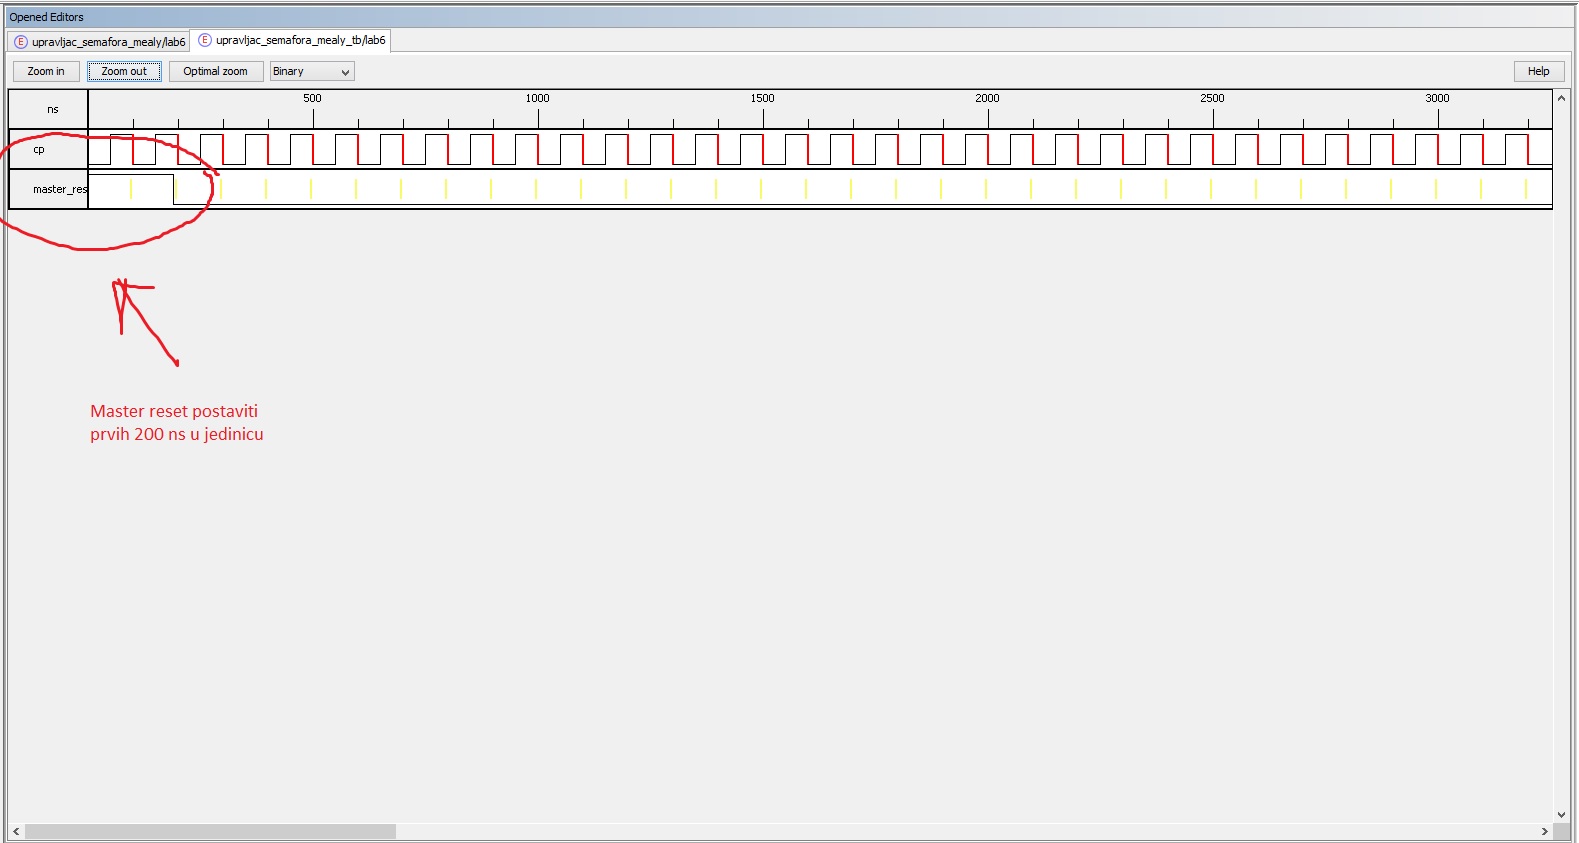 Opened Editors
E upravljac_semafora_mealy/lab6 E upravljac_semafora_mealy_tb/lab6
Zoom in Zoom out Optimal zoom Binary Help
ns 500 1000 1500 2000 2500 3000
cp
master_res
Master reset postaviti
prvih 200 ns u jedinicu